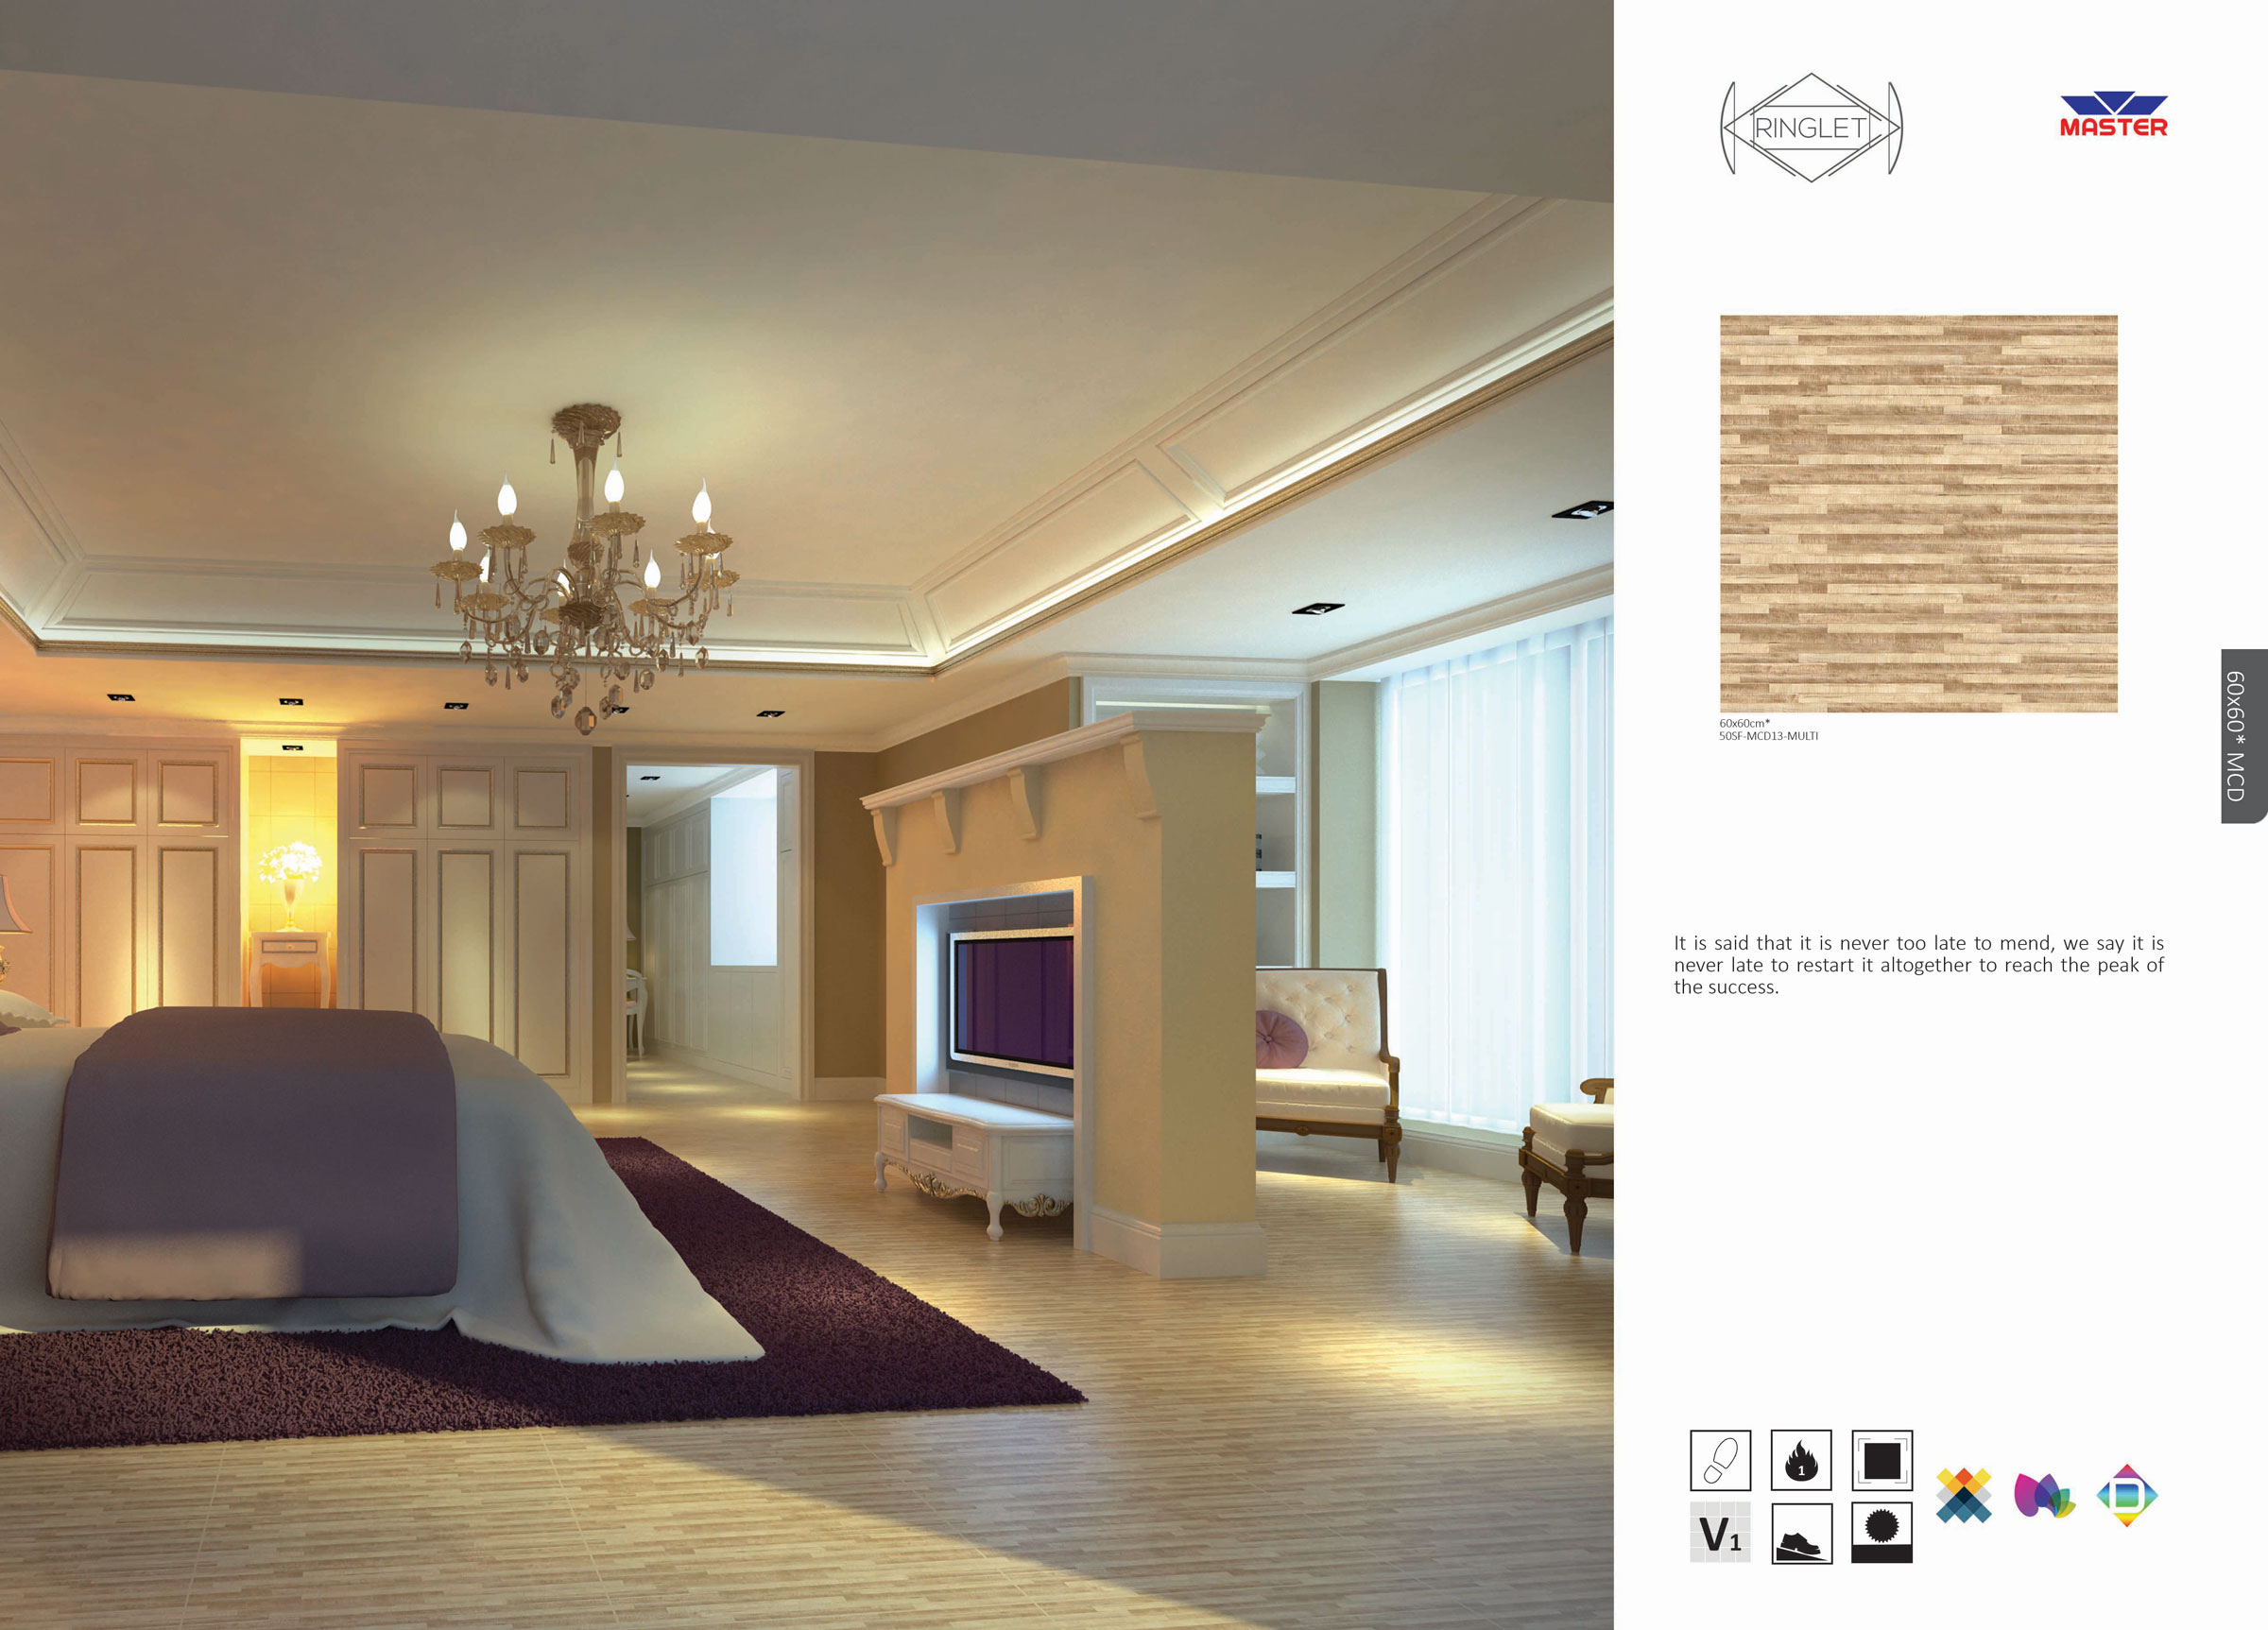 RINGLET
MASTER
60x60cm*
50SF-MCD13-MULTI
60x60* MCD
It is said that it is never too late to mend, we say it is
never late to restart it altogether to reach the peak of
the success.
1
V1
D